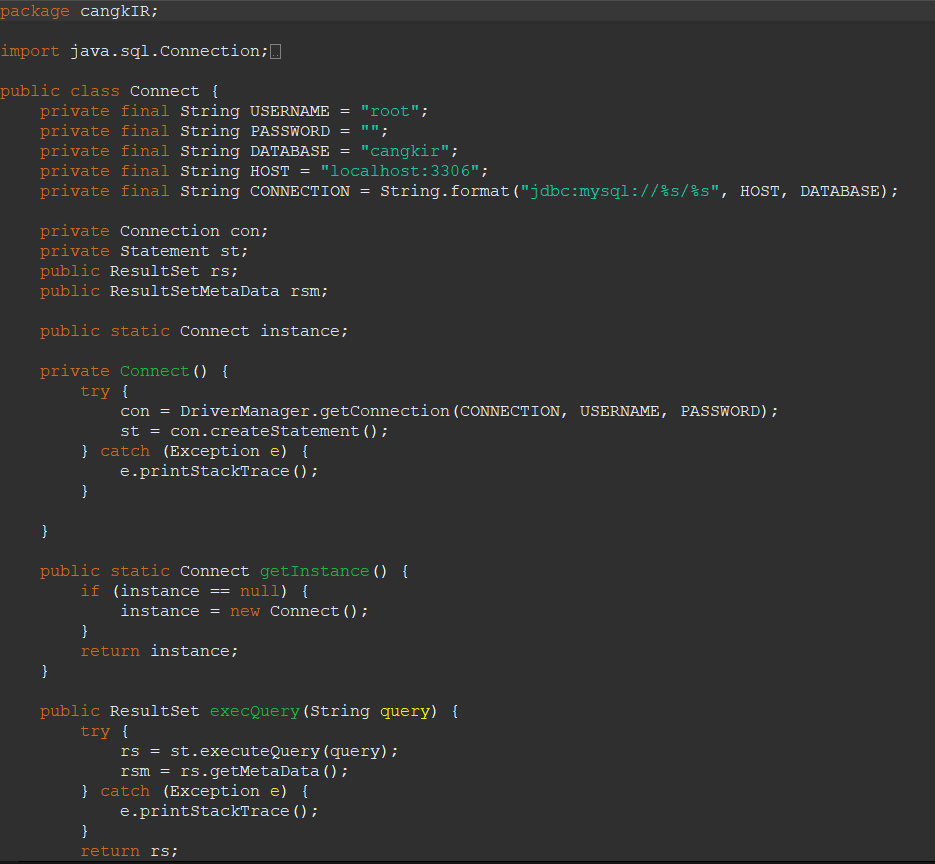 package cangkIR;
import java.sql.Connection;
public class Connect {
    private final String USERNAME = "root";
    private final String PASSWORD = "";
    private final String DATABASE = "cangkir";
    private final String HOST = "localhost:3306";
    private final String CONNECTION = String.format("jdbc:mysql://%s/%s", HOST, DATABASE);
    private Connection con;
    private Statement st;
    public ResultSet rs;
    public ResultSetMetaData rsm;
    public static Connect instance;
    private Connect() {
        try {
            con = DriverManager.getConnection(CONNECTION, USERNAME, PASSWORD);
            st = con.createStatement();
        } catch (Exception e) {
            e.printStackTrace();
        }
    }
    public static Connect getInstance() {
        if (instance == null) {
            instance = new Connect();
        }
        return instance;
    }
    public ResultSet execQuery(String query) {
        try {
            rs = st.executeQuery(query);
            rsm = rs.getMetaData();
        } catch (Exception e) {
            e.printStackTrace();
        }
        return rs;